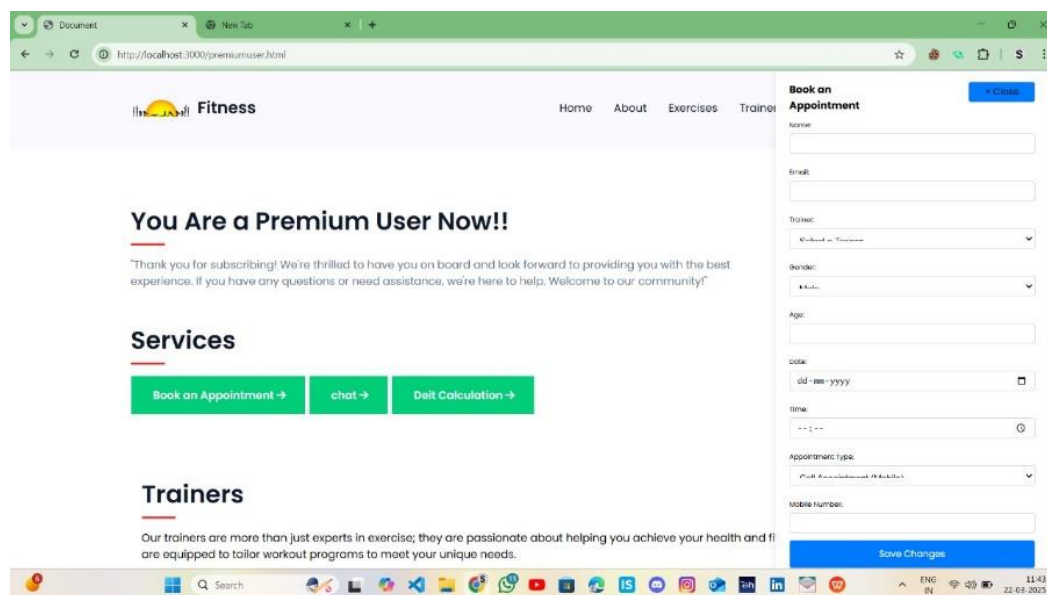 Document
New Tab
http://localhost:3000/premiumuser.html
S
Fitness
Home About Exercises Trainer
You Are a Premium User Now!!
"Thank you for subscribing! We're thrilled to have you on board and look forward to providing you with the best
experience. If you have any questions or need assistance, we're here to help. Welcome to our community!"
Services
Book an Appointment →
chat →
Deit Calculation →
Trainers
Our trainers are more than just experts in exercise; they are passionate about helping you achieve your health and fi
are equipped to tailor workout programs to meet your unique needs.
Book an
Appointment
× Close
Name:
Email:
Trainer:
Select a Trainer
Gender:
Male
Age:
Date:
dd-mm-yyyy
Time:
--:--
Appointment Type:
Call Appointment (Mobile)
Mobile Number:
Save Changes
Search
ENG
IN
11:43
22-03-2025